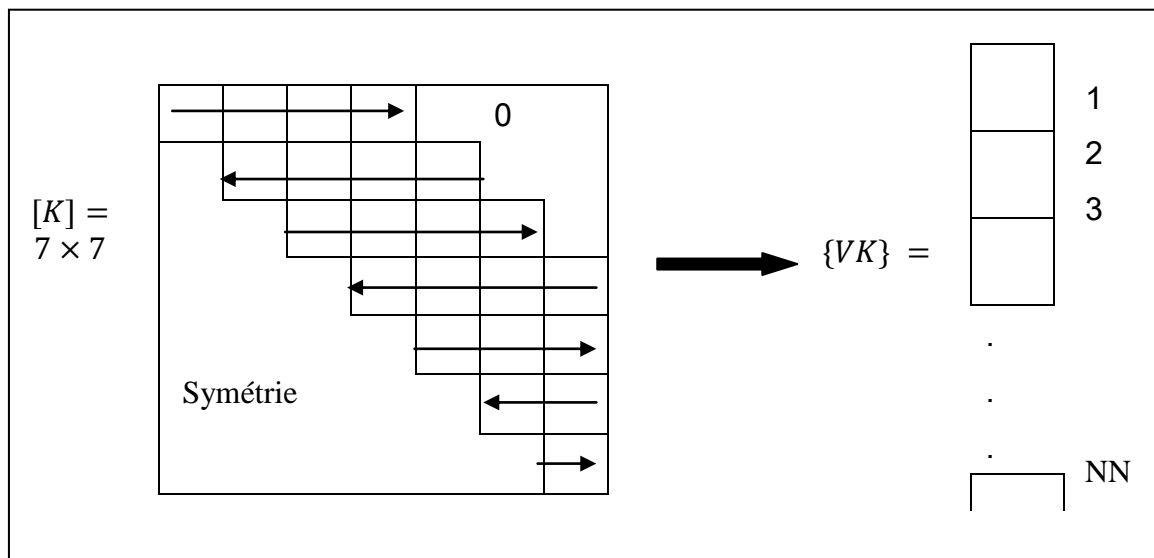 [K] =
7 × 7
0
Symétrie
{VK} =
1
2
3
.
.
.
NN